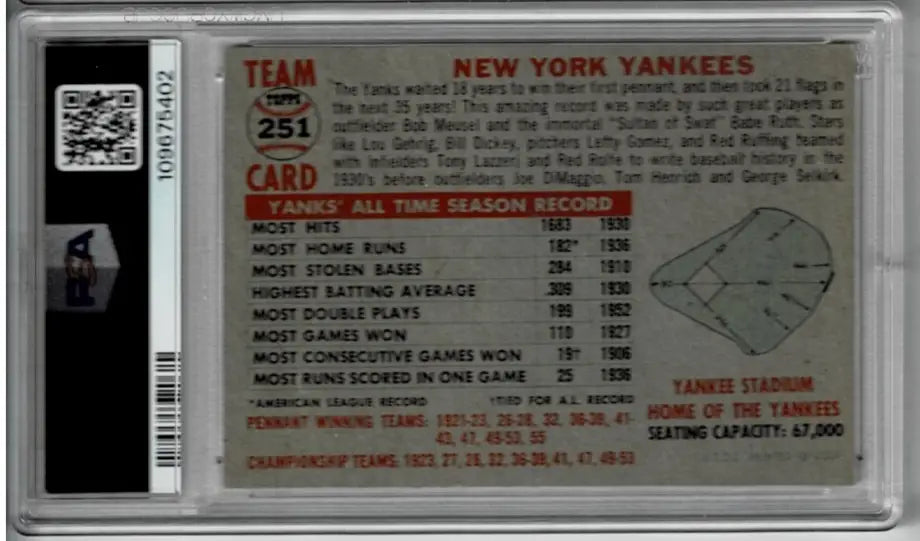 109675402
PSA
TEAM
TOPPS
251
CARD
NEW YORK YANKEES
The Yanks waited 18 years to win their first pennant, and then took 21 flags in
the next 35 years! This amazing record was made by such great players as
outfielder Bob Meusel and the immortal "Sultan of Swat" Babe Ruth. Stars
like Lou Gehrig, Bill Dickey, pitchers Lefty Gomez, and Red Ruffing teamed
with infielders Tony Lazzeri and Red Rolfe to write baseball history in the
1930's before outfielders Joe DiMaggio, Tom Henrich and George Selkirk.
YANKS' ALL TIME SEASON RECORD
MOST HITS 1683 1930
MOST HOME RUNS 182* 1936
MOST STOLEN BASES 284 1910
HIGHEST BATTING AVERAGE .309 1930
MOST DOUBLE PLAYS 199 1952
MOST GAMES WON 110 1927
MOST CONSECUTIVE GAMES WON 19† 1906
MOST RUNS SCORED IN ONE GAME 25 1936
*AMERICAN LEAGUE RECORD †TIED FOR A.L. RECORD
PENNANT WINNING TEAMS: 1921-23, 26-28, 32, 36-39, 41-
43, 47, 49-53, 55
CHAMPIONSHIP TEAMS: 1923, 27, 28, 32, 36-39, 41, 47, 49-53
YANKEE STADIUM
HOME OF THE YANKEES
SEATING CAPACITY: 67,000